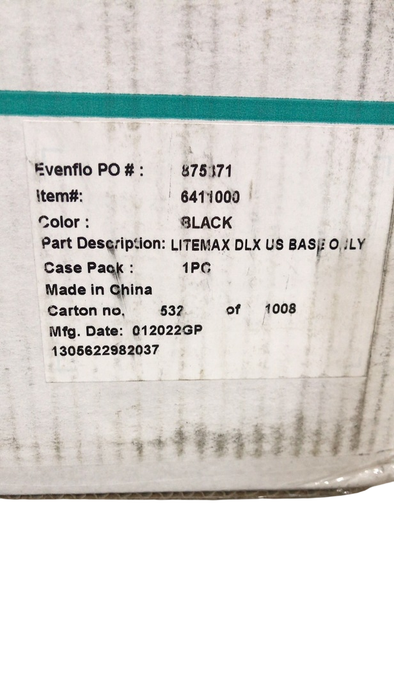 Evenflo PO # :
Item#: 6411000
Color : BLACK
Part Description: LITEMAX DLX US BASE ONLY
Case Pack : 1PC
Made in China
Carton no. 532 of 1008
Mfg. Date: 012022GP
1305622982037